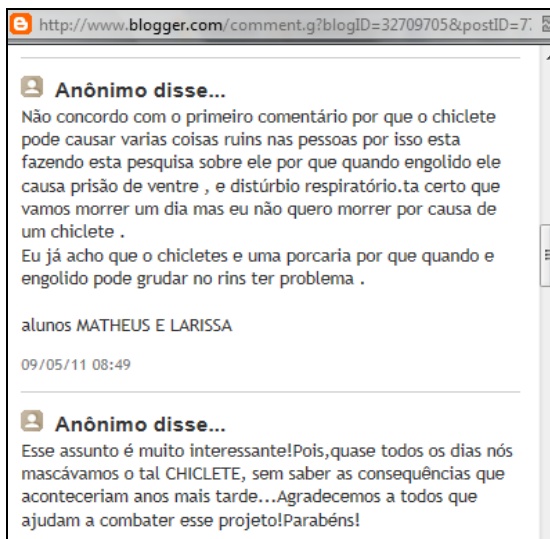 http://www.blogger.com/comment.g?blogID=32709705&postID=77
Anônimo disse...
Não concordo com o primeiro comentário por que o chiclete
pode causar varias coisas ruins nas pessoas por isso esta
fazendo esta pesquisa sobre ele por que quando engolido ele
causa prisão de ventre , e distúrbio respiratório.ta certo que
vamos morrer um dia mas eu não quero morrer por causa de
um chiclete .
Eu já acho que o chicletes e uma porcaria por que quando e
engolido pode grudar no rins ter problema .
alunos MATHEUS E LARISSA
09/05/11 08:49
Anônimo disse...
Esse assunto é muito interessante!Pois,quase todos os dias nós
mascávamos o tal CHICLETE, sem saber as consequências que
aconteceriam anos mais tarde...Agradecemos a todos que
ajudam a combater esse projeto!Parabéns!